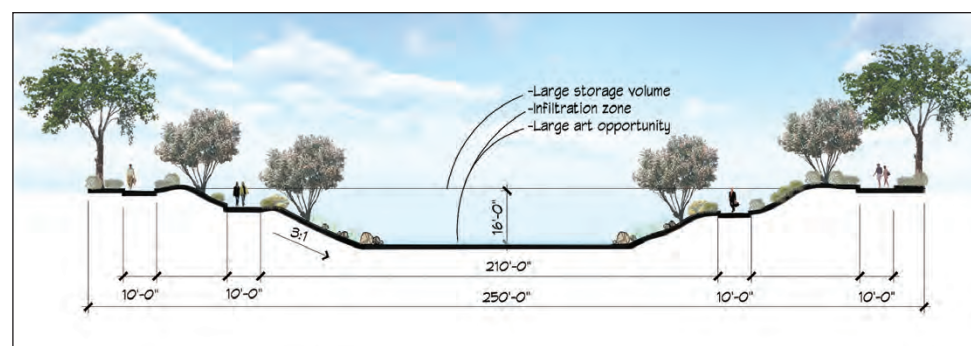 -Large storage volume
-Infiltration zone
-Large art opportunity
16'-0"
3:1
210'-0"
10'-0"
10'-0"
10'-0"
10'-0"
250'-0"